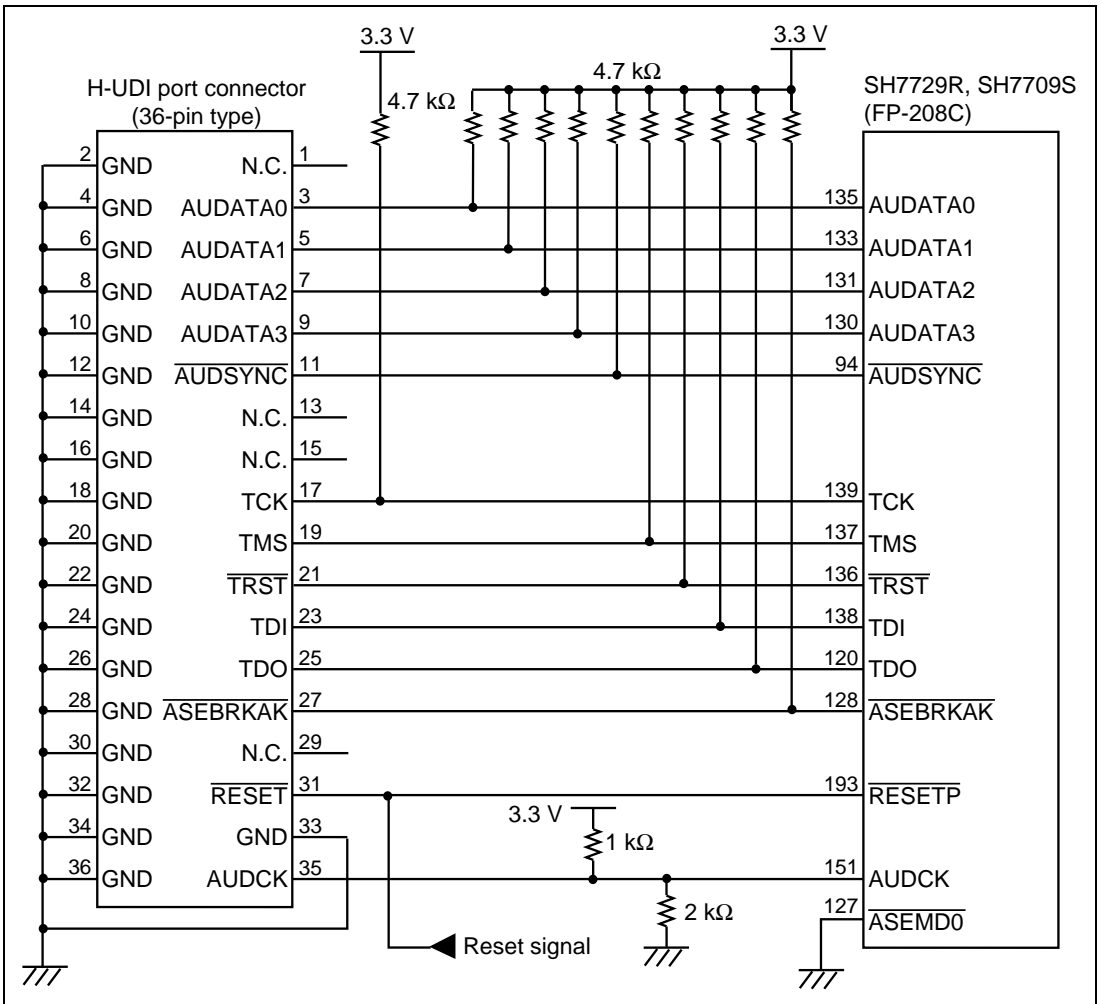 3.3 V
3.3 V
4.7 kΩ
4.7 kΩ
H-UDI port connector
(36-pin type)
SH7729R, SH7709S
(FP-208C)
2 GND N.C. 1
4 GND AUDATA0 3 135 AUDATA0
6 GND AUDATA1 5 133 AUDATA1
8 GND AUDATA2 7 131 AUDATA2
10 GND AUDATA3 9 130 AUDATA3
12 GND AUDSYNC 11 94 AUDSYNC
14 GND N.C. 13
16 GND N.C. 15
18 GND TCK 17 139 TCK
20 GND TMS 19 137 TMS
22 GND TRST 21 136 TRST
24 GND TDI 23 138 TDI
26 GND TDO 25 120 TDO
28 GND ASEBRKAK 27 128 ASEBRKAK
30 GND N.C. 29
32 GND RESET 31 193 RESETP
3.3 V
34 GND GND 33
1 kΩ
36 GND AUDCK 35 151 AUDCK
2 kΩ
127 ASEMD0
Reset signal